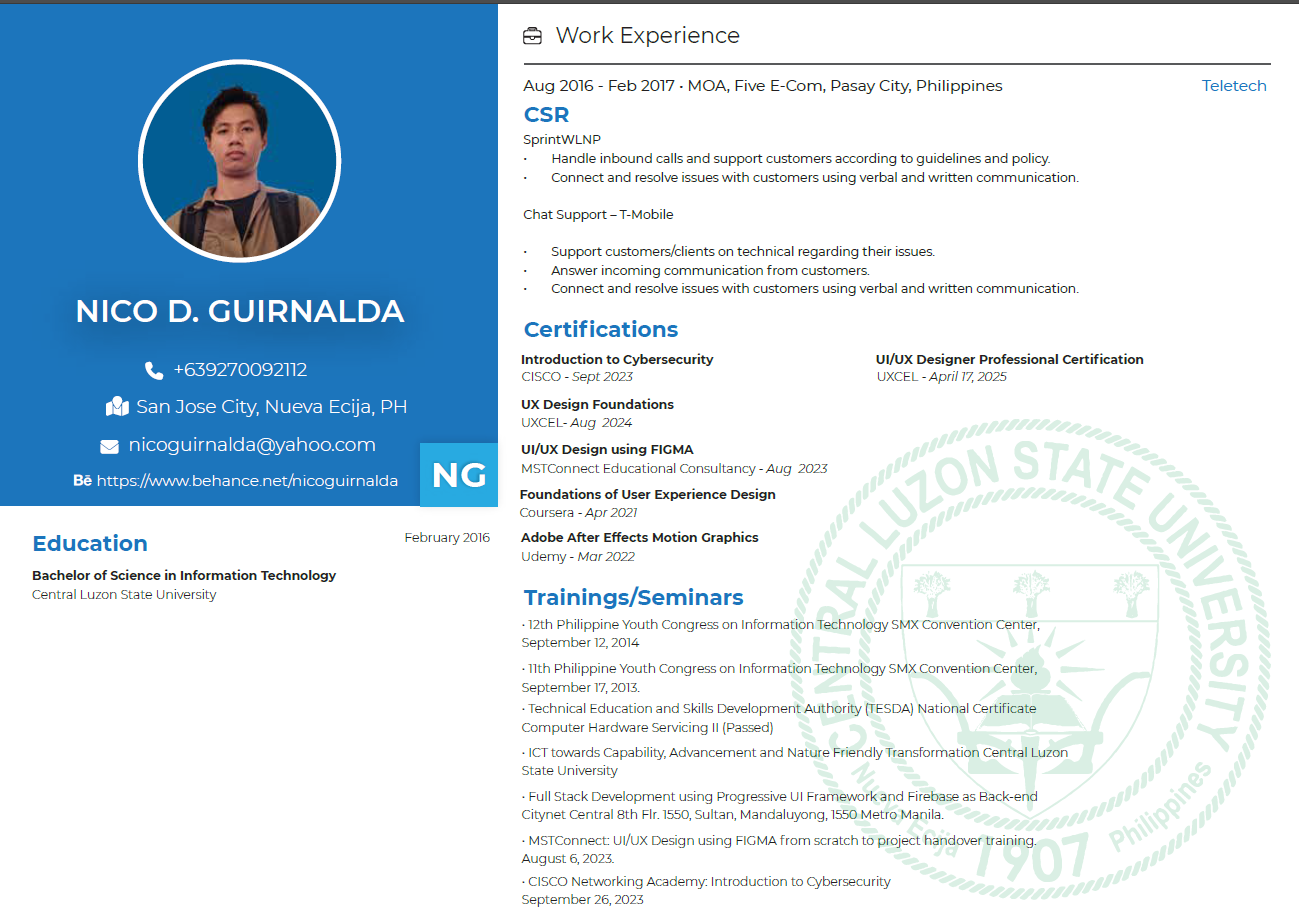 NICO D. GUIRNALDA
+639270092112
San Jose City, Nueva Ecija, PH
nicoguirnalda@yahoo.com
Bē https://www.behance.net/nicoguirnalda
NG
Education
February 2016
Bachelor of Science in Information Technology
Central Luzon State University
Work Experience
Aug 2016 - Feb 2017 • MOA, Five E-Com, Pasay City, Philippines
Teletech
CSR
SprintWLNP
• Handle inbound calls and support customers according to guidelines and policy.
• Connect and resolve issues with customers using verbal and written communication.
Chat Support – T-Mobile
• Support customers/clients on technical regarding their issues.
• Answer incoming communication from customers.
• Connect and resolve issues with customers using verbal and written communication.
Certifications
Introduction to Cybersecurity
CISCO - Sept 2023
UX Design Foundations
UXCEL- Aug 2024
UI/UX Design using FIGMA
MSTConnect Educational Consultancy - Aug 2023
Foundations of User Experience Design
Coursera - Apr 2021
Adobe After Effects Motion Graphics
Udemy - Mar 2022
UI/UX Designer Professional Certification
UXCEL - April 17, 2025
Trainings/Seminars
• 12th Philippine Youth Congress on Information Technology SMX Convention Center,
September 12, 2014
• 11th Philippine Youth Congress on Information Technology SMX Convention Center,
September 17, 2013.
• Technical Education and Skills Development Authority (TESDA) National Certificate
Computer Hardware Servicing II (Passed)
• ICT towards Capability, Advancement and Nature Friendly Transformation Central Luzon
State University
• Full Stack Development using Progressive UI Framework and Firebase as Back-end
Citynet Central 8th Flr. 1550, Sultan, Mandaluyong, 1550 Metro Manila.
• MSTConnect: UI/UX Design using FIGMA from scratch to project handover training.
August 6, 2023.
• CISCO Networking Academy: Introduction to Cybersecurity
September 26, 2023
CENTRAL LUZON STATE UNIVERSITY
Nueva Ecija
1907
Philippines